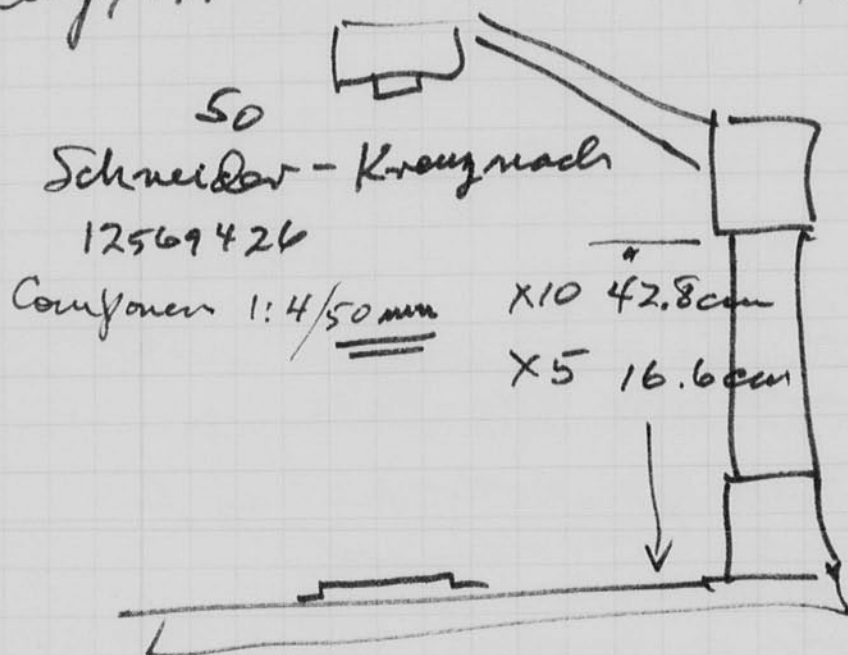 50
Schneider - Kreuznach
12569426
Componon 1:4/50mm
X10 42.8cm
X5 16.6cm